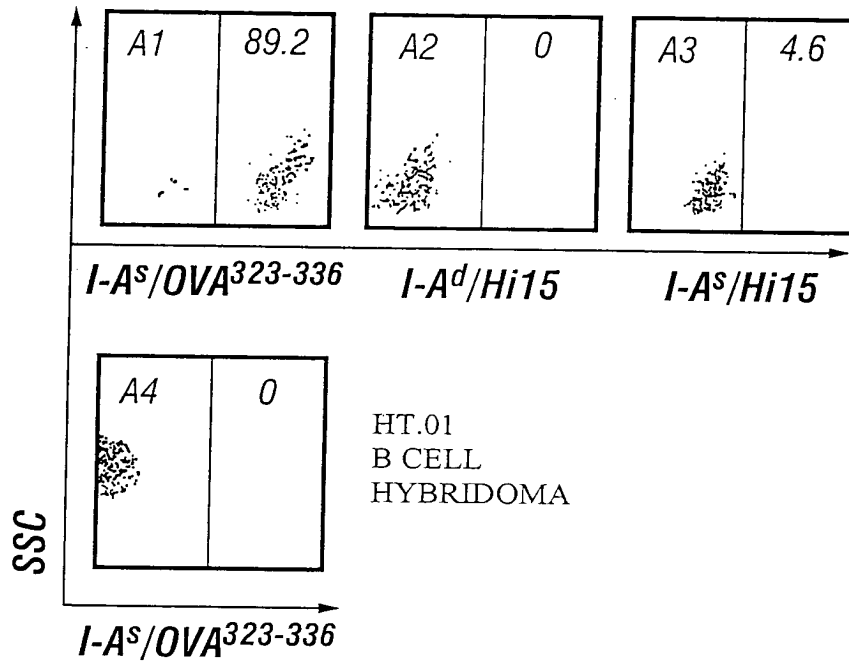 A1 89.2 A2 0 A3 4.6
I-Aˢ/OVA³²³⁻³³⁶ I-Aᵈ/Hi15 I-Aˢ/Hi15
A4 0
HT.01
B CELL
HYBRIDOMA
SSC
I-Aˢ/OVA³²³⁻³³⁶